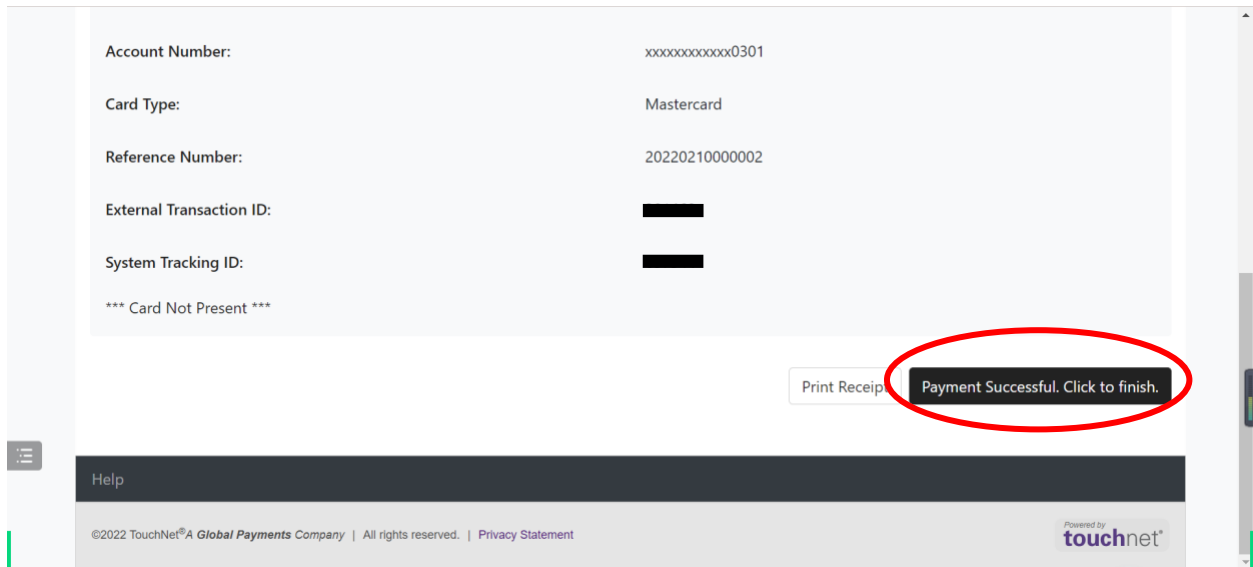 Account Number: xxxxxxxxxxxx0301
Card Type: Mastercard
Reference Number: 20220210000002
External Transaction ID:
System Tracking ID:
*** Card Not Present ***
Print Receipt Payment Successful. Click to finish.
Help
©2022 TouchNet®A Global Payments Company | All rights reserved. | Privacy Statement
Powered by
touchnet®